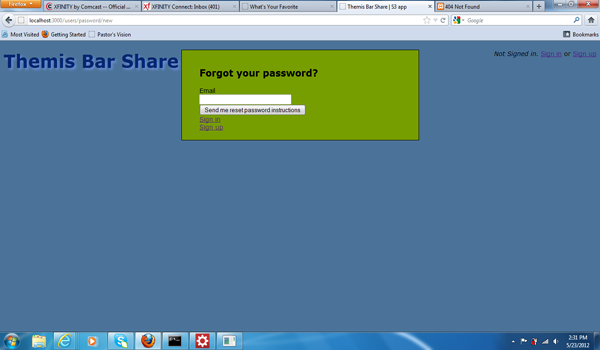 Firefox
XFINITY by Comcast -- Official ...
XFINITY Connect: Inbox (401)
What's Your Favorite
Themis Bar Share | S3 app
404 Not Found
localhost:3000/users/password/new
Google
Most Visited
Getting Started
Pastor's Vision
Bookmarks
Themis Bar Share
Not Signed in. Sign in or Sign up
Forgot your password?
Email
Send me reset password instructions
Sign in
Sign up
2:31 PM
5/23/2012